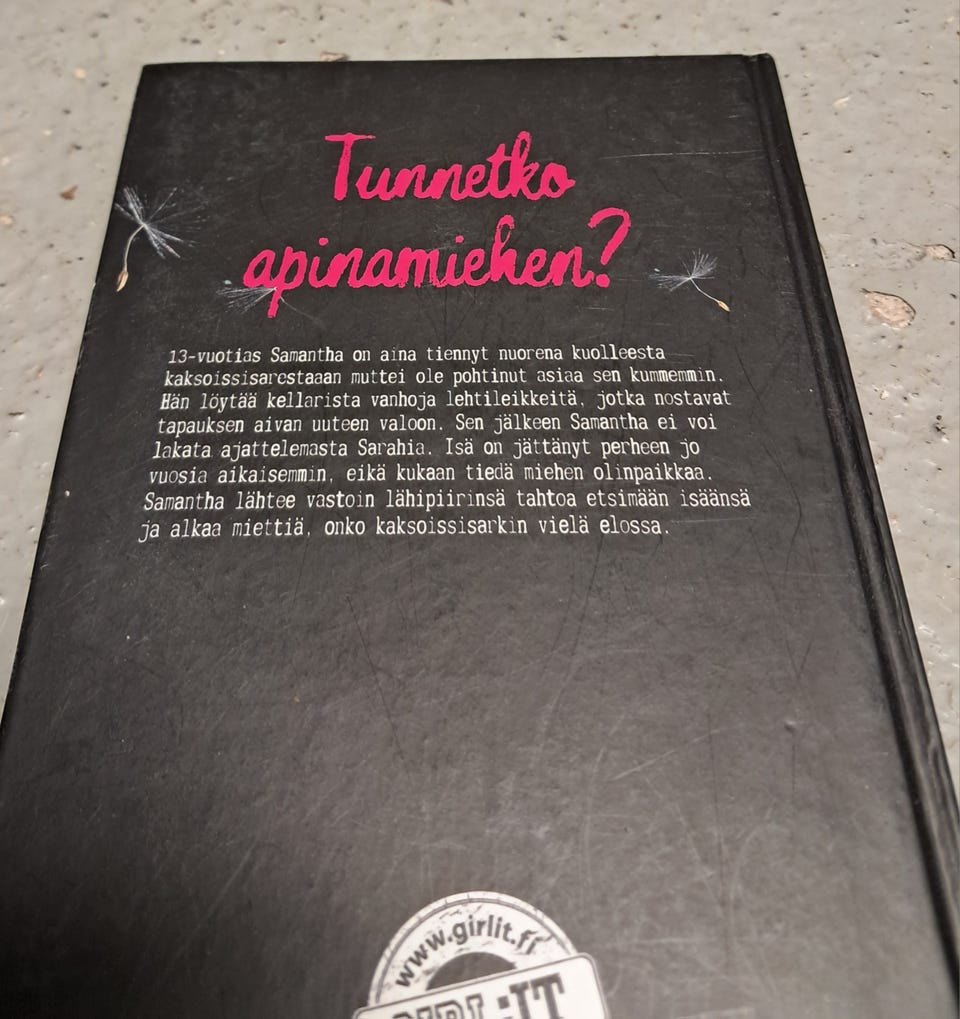 Tunnetko
apinamiehen?
13-vuotias Samantha on aina tiennyt nuorena kuolleesta
kaksoissisarestaaan muttei ole pohtinut asiaa sen kummemmin.
Hän löytää kellarista vanhoja lehtileikkeitä, jotka nostavat
tapauksen aivan uuteen valoon. Sen jälkeen Samantha ei voi
lakata ajattelemasta Sarahia. Isä on jättänyt perheen jo
vuosia aikaisemmin, eikä kukaan tiedä miehen olinpaikkaa.
Samantha lähtee vastoin lähipiirinsä tahtoa etsimään isäänsä
ja alkaa miettiä, onko kaksoissisarkin vielä elossa.
www.girlit.fi